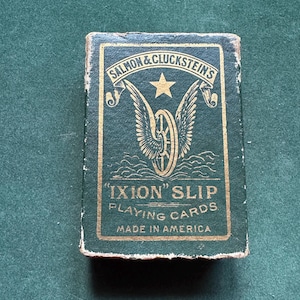 SALMON & GLUCKSTEIN'S
"IXION" SLIP
PLAYING CARDS
MADE IN AMERICA